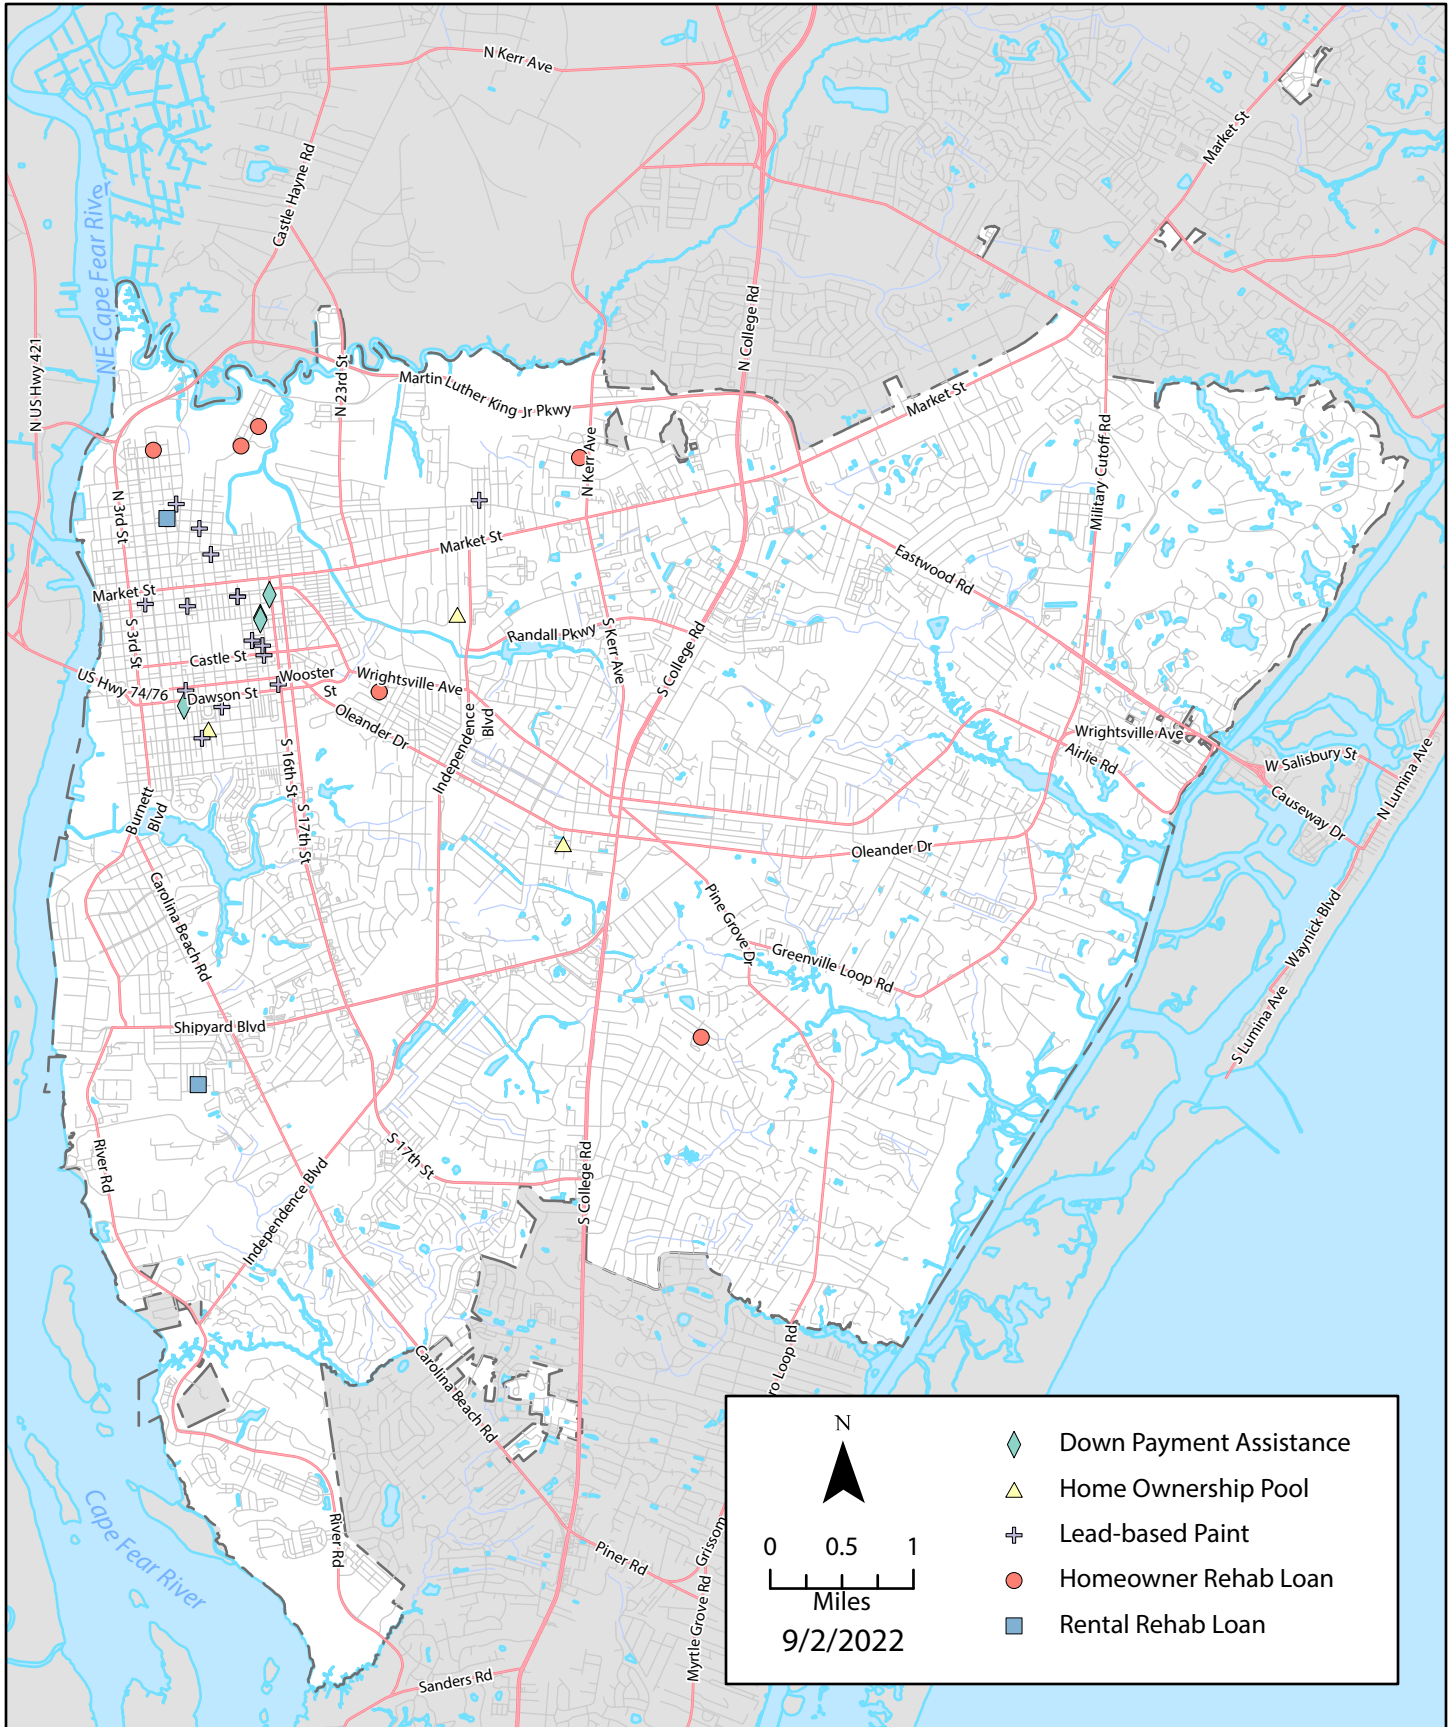 N Kerr Ave
Market St
Castle Hayne Rd
NE Cape Fear River
N College Rd
N US Hwy 421
N 23rd St
Martin Luther King Jr Pkwy
Market St
N Kerr Ave
Military Cutoff Rd
N 3rd St
Market St
Eastwood Rd
Market St
S 3rd St
Randall Pkwy
S Kerr Ave
S College Rd
Castle St
US Hwy 74/76
Wooster
St
Dawson St
Wrightsville Ave
Oleander Dr
Independence
Blvd
Wrightsville Ave
Airlie Rd
W Salisbury St
N Lumina Ave
Causeway Dr
S 16th St
S 17th St
Burnett
Blvd
Oleander Dr
Carolina Beach Rd
Pine Grove Dr
Greenville Loop Rd
Waynick Blvd
S Lumina Ave
Shipyard Blvd
River Rd
S 17th St
S College Rd
Independence Blvd
Carolina Beach Rd
ro Loop Rd
Cape Fear River
River Rd
Piner Rd
Grissom
Myrtle Grove Rd
Sanders Rd
N
0 0.5 1
Miles
9/2/2022
Down Payment Assistance
Home Ownership Pool
Lead-based Paint
Homeowner Rehab Loan
Rental Rehab Loan